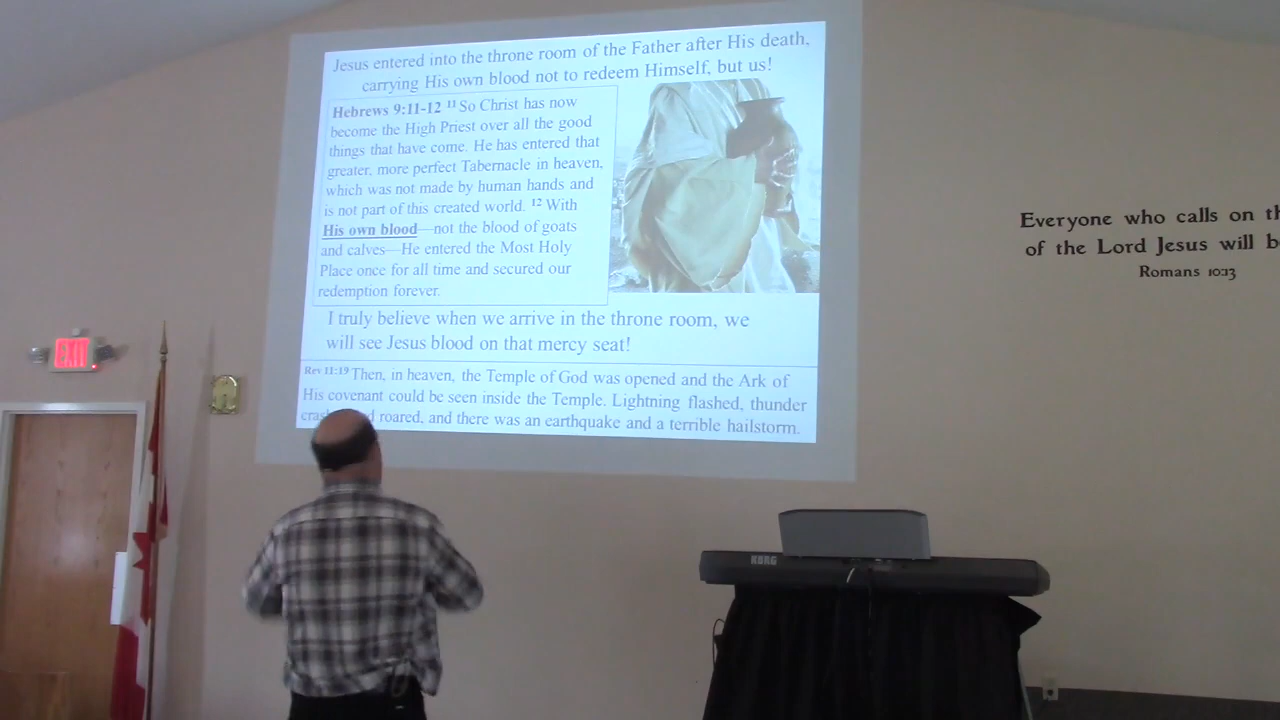 Jesus entered into the throne room of the Father after His death,
carrying His own blood not to redeem Himself, but us!
Hebrews 9:11-12 ¹¹ So Christ has now
become the High Priest over all the good
things that have come. He has entered that
greater, more perfect Tabernacle in heaven,
which was not made by human hands and
is not part of this created world. ¹² With
His own blood—not the blood of goats
and calves—He entered the Most Holy
Place once for all time and secured our
redemption forever.
I truly believe when we arrive in the throne room, we
will see Jesus blood on that mercy seat!
Rev 11:19 Then, in heaven, the Temple of God was opened and the Ark of
His covenant could be seen inside the Temple. Lightning flashed, thunder
roared, and there was an earthquake and a terrible hailstorm.
Everyone who calls on
of the Lord Jesus will
Romans 10:13
EXIT
KORG